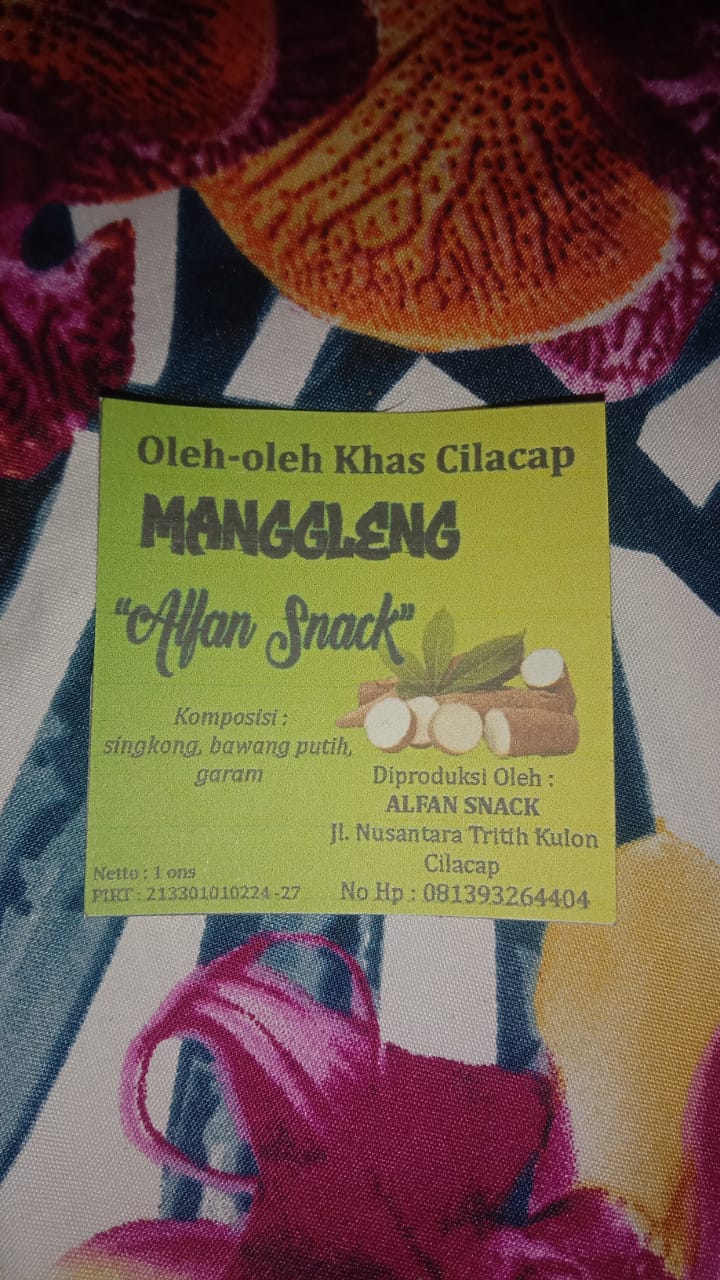 Oleh-oleh Khas Cilacap
MANGGLENG
“Alfan Snack”
Komposisi :
singkong, bawang putih,
garam
Diproduksi Oleh :
ALFAN SNACK
Jl. Nusantara Tritih Kulon
Cilacap
No Hp : 081393264404
Netto : 1 ons
PIRT : 213301010224-27